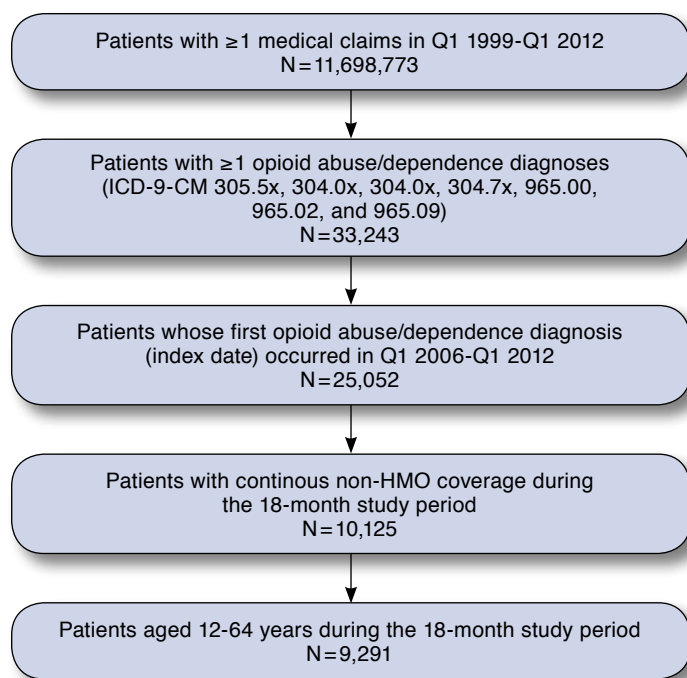 Patients with ≥1 medical claims in Q1 1999-Q1 2012
N=11,698,773
Patients with ≥1 opioid abuse/dependence diagnoses
(ICD-9-CM 305.5x, 304.0x, 304.0x, 304.7x, 965.00,
965.02, and 965.09)
N=33,243
Patients whose first opioid abuse/dependence diagnosis
(index date) occurred in Q1 2006-Q1 2012
N=25,052
Patients with continous non-HMO coverage during
the 18-month study period
N=10,125
Patients aged 12-64 years during the 18-month study period
N=9,291